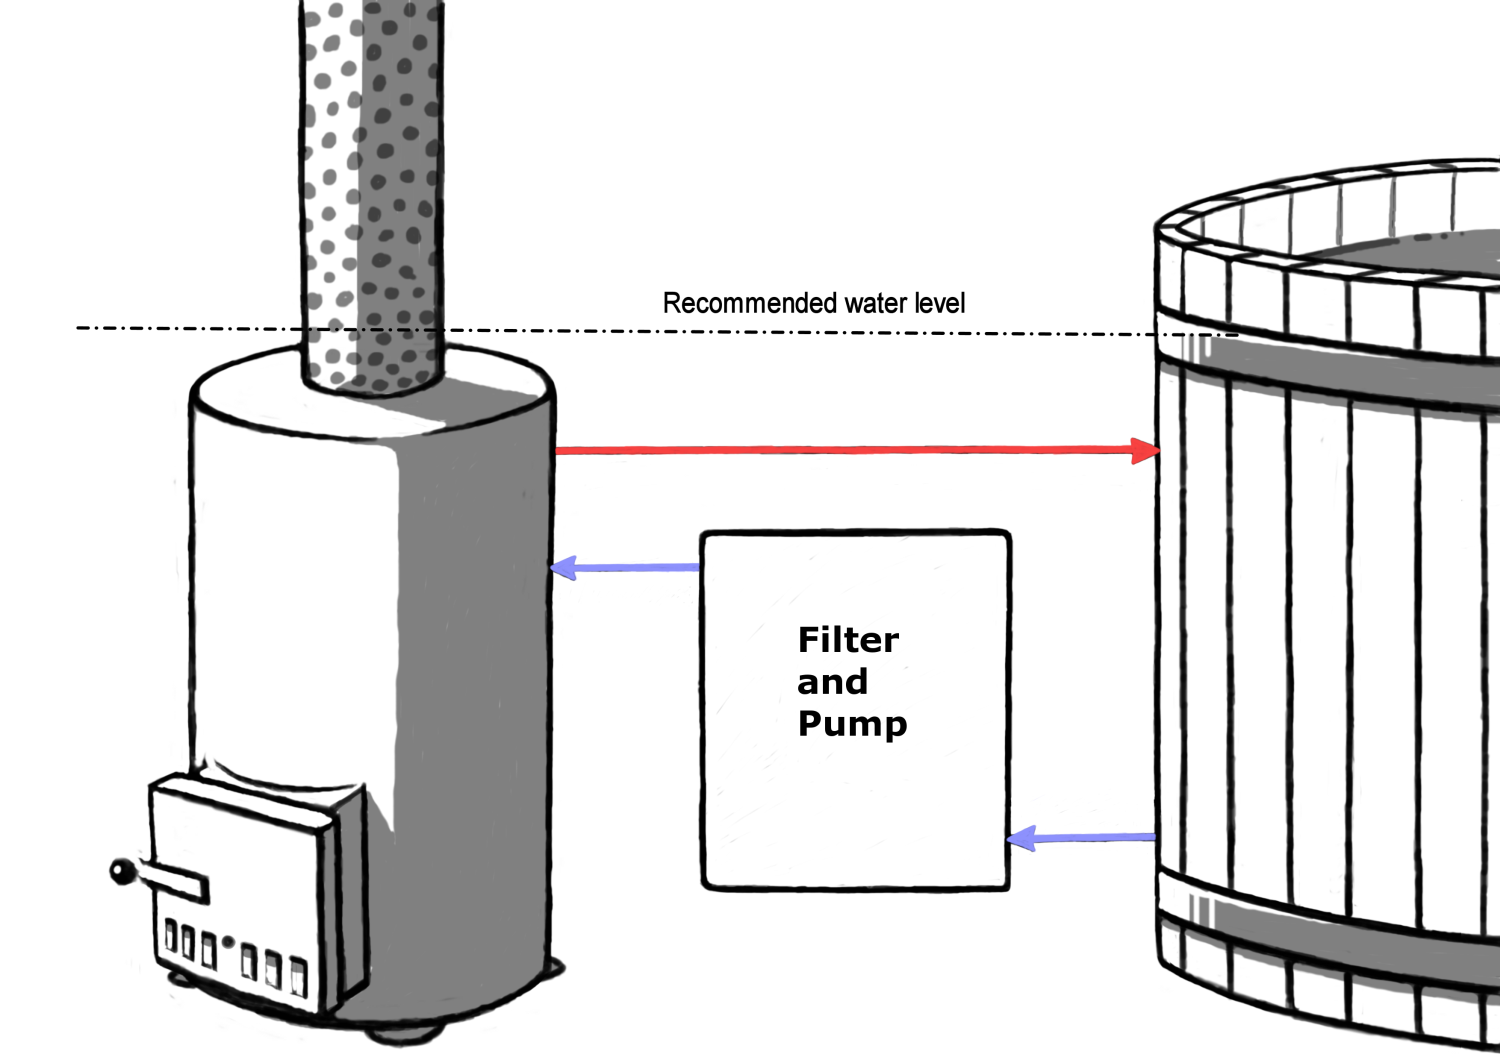 Recommended water level
Filter
and
Pump